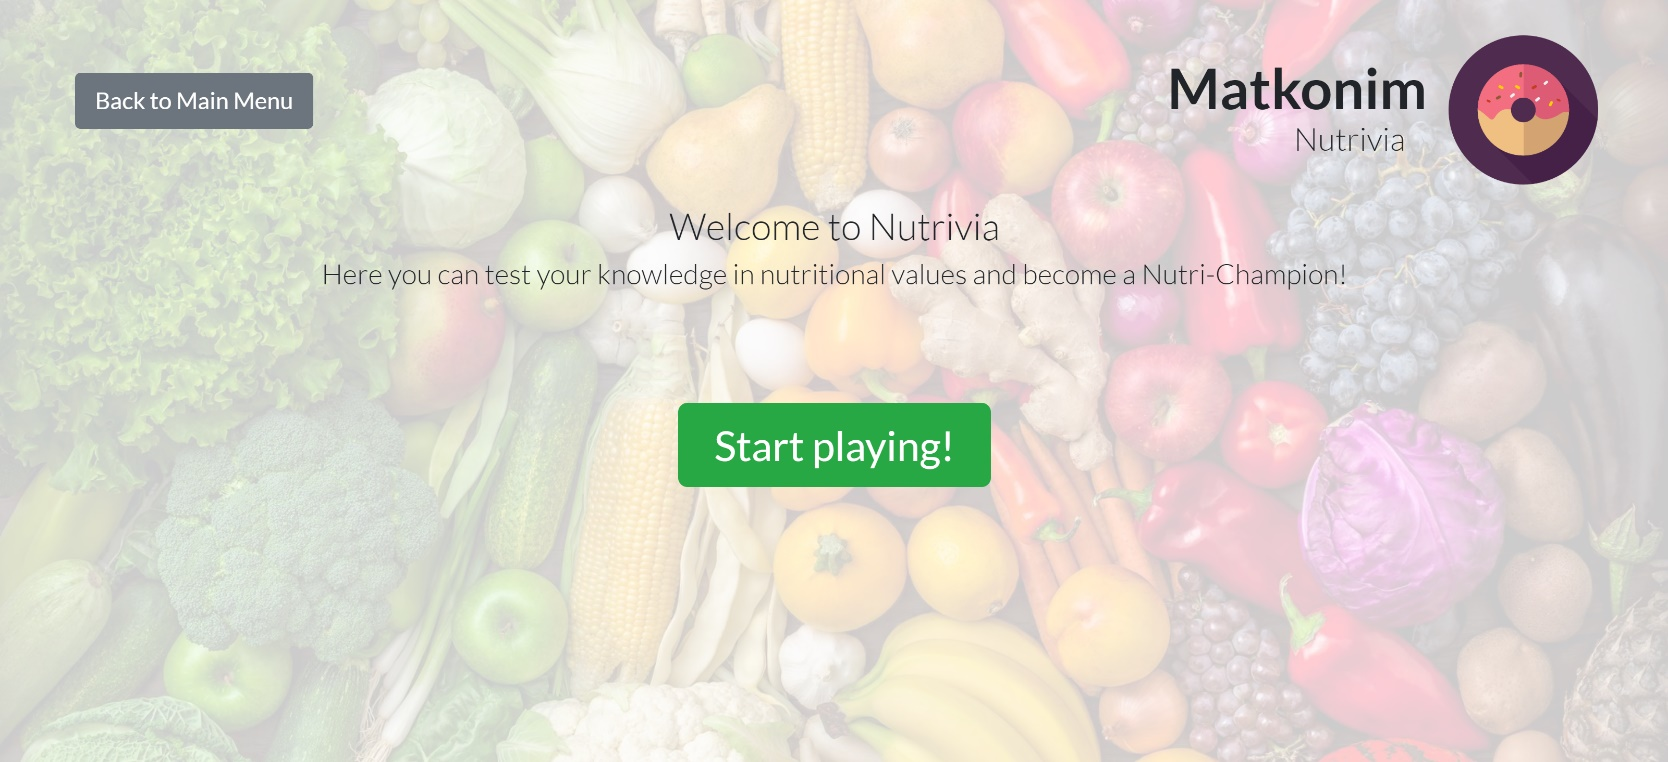 Back to Main Menu
Matkonim
Nutrivia
Welcome to Nutrivia
Here you can test your knowledge in nutritional values and become a Nutri-Champion!
Start playing!